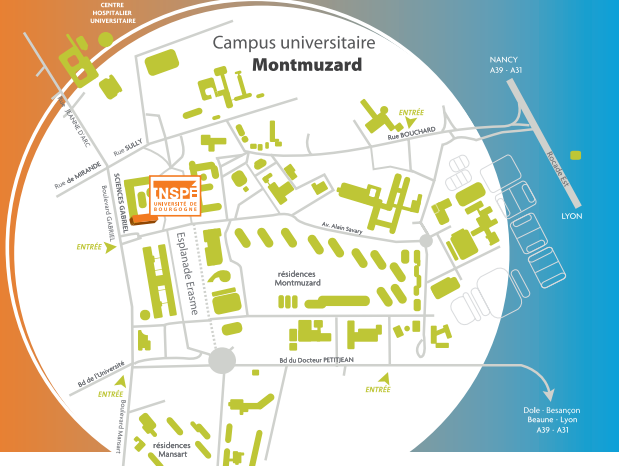 CENTRE
HOSPITALIER
UNIVERSITAIRE
Campus universitaire
Montmuzard
NANCY
A39 - A31
ENTRÉE
Rue BOUCHARD
JEANNE D'ARC
Rue SULLY
Rue de MIRANDE
Rocade Est
LYON
SCIENCES GABRIEL
Boulevard GABRIEL
INSPÉ
UNIVERSITÉ DE
BOURGOGNE
Av. Alain Savary
ENTRÉE
Esplanade Erasme
résidences
Montmuzard
Bd du Docteur PETITJEAN
Bd de l'Université
ENTRÉE
ENTRÉE
Boulevard Mansart
Dole - Besançon
Beaune - Lyon
A39 - A31
résidences
Mansart